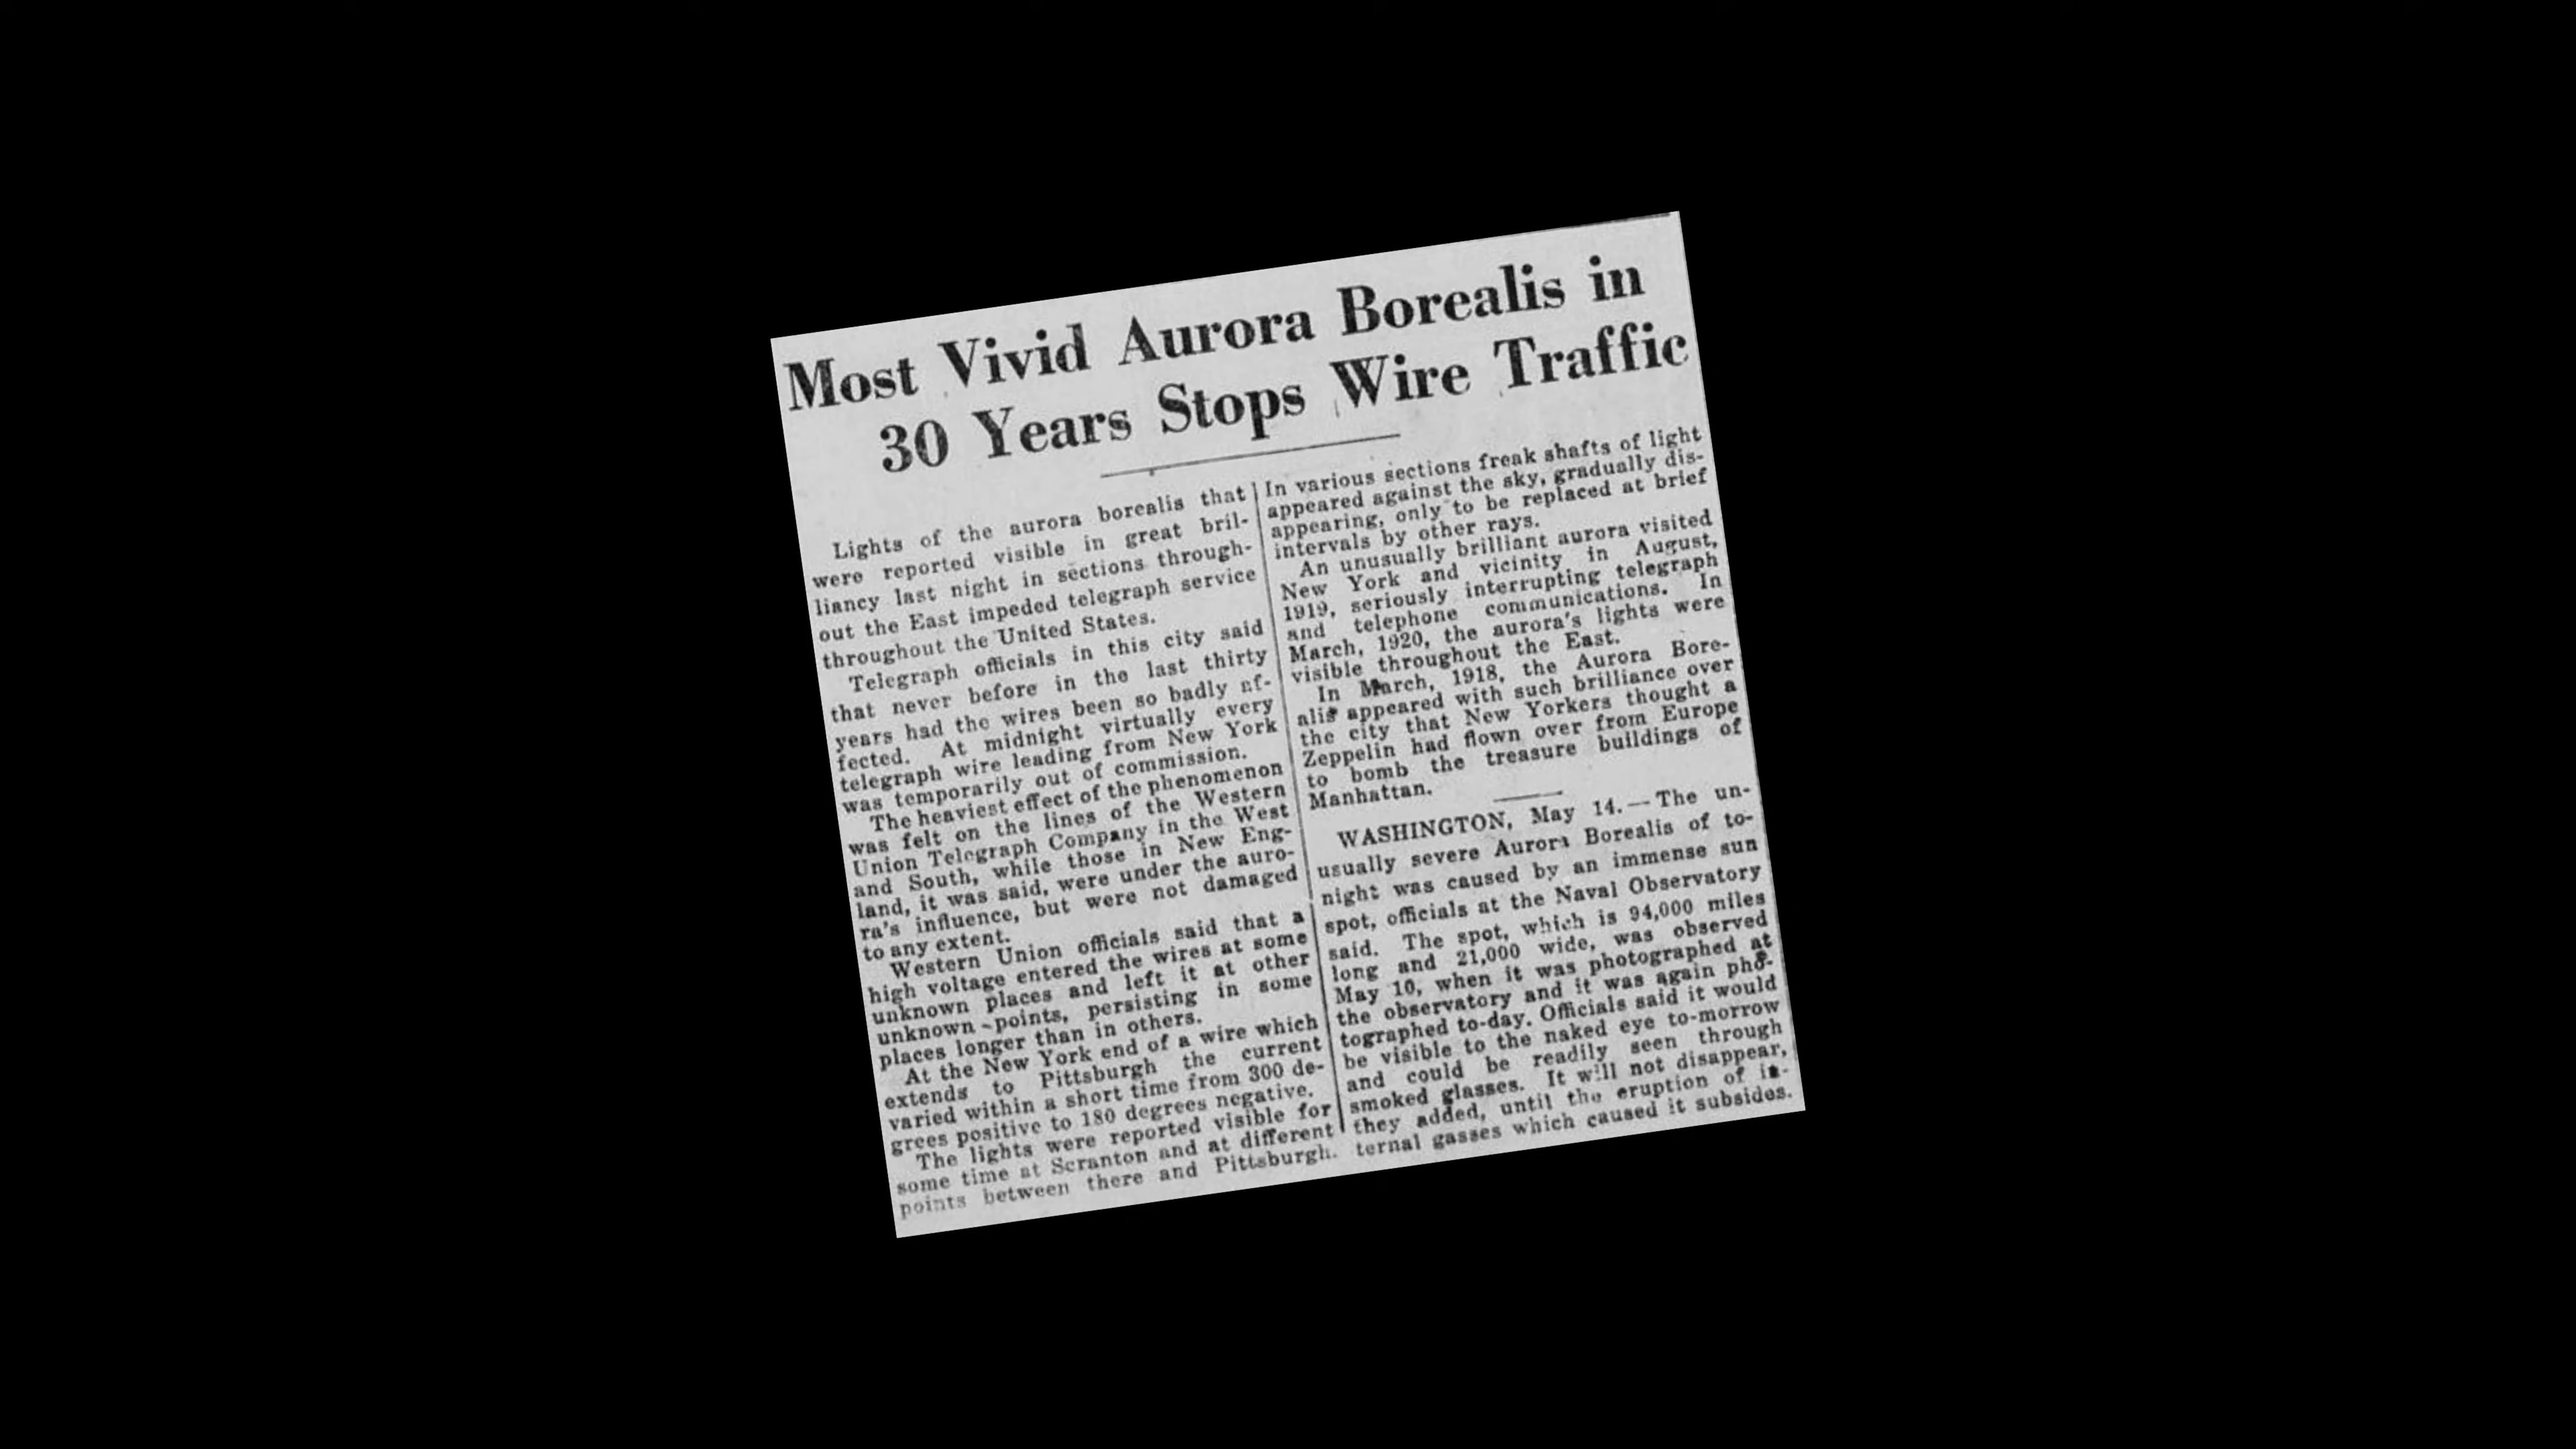 Most Vivid Aurora Borealis in
30 Years Stops Wire Traffic
Lights of the aurora borealis that
were reported visible in great bril-
liancy last night in sections through-
out the East impeded telegraph service
throughout the United States.
Telegraph officials in this city said
that never before in the last thirty
years had the wires been so badly af-
fected. At midnight virtually every
telegraph wire leading from New York
was temporarily out of commission.
The heaviest effect of the phenomenon
was felt on the lines of the Western
Union Telegraph Company in the West
and South, while those in New Eng-
land, it was said, were under the auro-
ra's influence, but were not damaged
to any extent.
Western Union officials said that a
high voltage entered the wires at some
unknown places and left it at other
unknown points, persisting in some
places longer than in others.
At the New York end of a wire which
extends to Pittsburgh the current
varied within a short time from 300 de-
grees positive to 180 degrees negative.
The lights were reported visible for
some time at Scranton and at different
points between there and Pittsburgh.
In various sections freak shafts of light
appeared against the sky, gradually dis-
appearing, only to be replaced at brief
intervals by other rays.
An unusually brilliant aurora visited
New York and vicinity in August,
1919, seriously interrupting telegraph
and telephone communications. In
March, 1920, the aurora's lights were
visible throughout the East.
In March, 1918, the Aurora Bore-
alis appeared with such brilliance over
the city that New Yorkers thought a
Zeppelin had flown over from Europe
to bomb the treasure buildings of
Manhattan.
WASHINGTON, May 14.—The un-
usually severe Aurora Borealis of to-
night was caused by an immense sun
spot, officials at the Naval Observatory
said. The spot, which is 94,000 miles
long and 21,000 wide, was observed
May 10, when it was photographed at
the observatory and it was again pho-
tographed to-day. Officials said it would
be visible to the naked eye to-morrow
and could be readily seen through
smoked glasses. It will not disappear,
they added, until the eruption of in-
ternal gasses which caused it subsides.